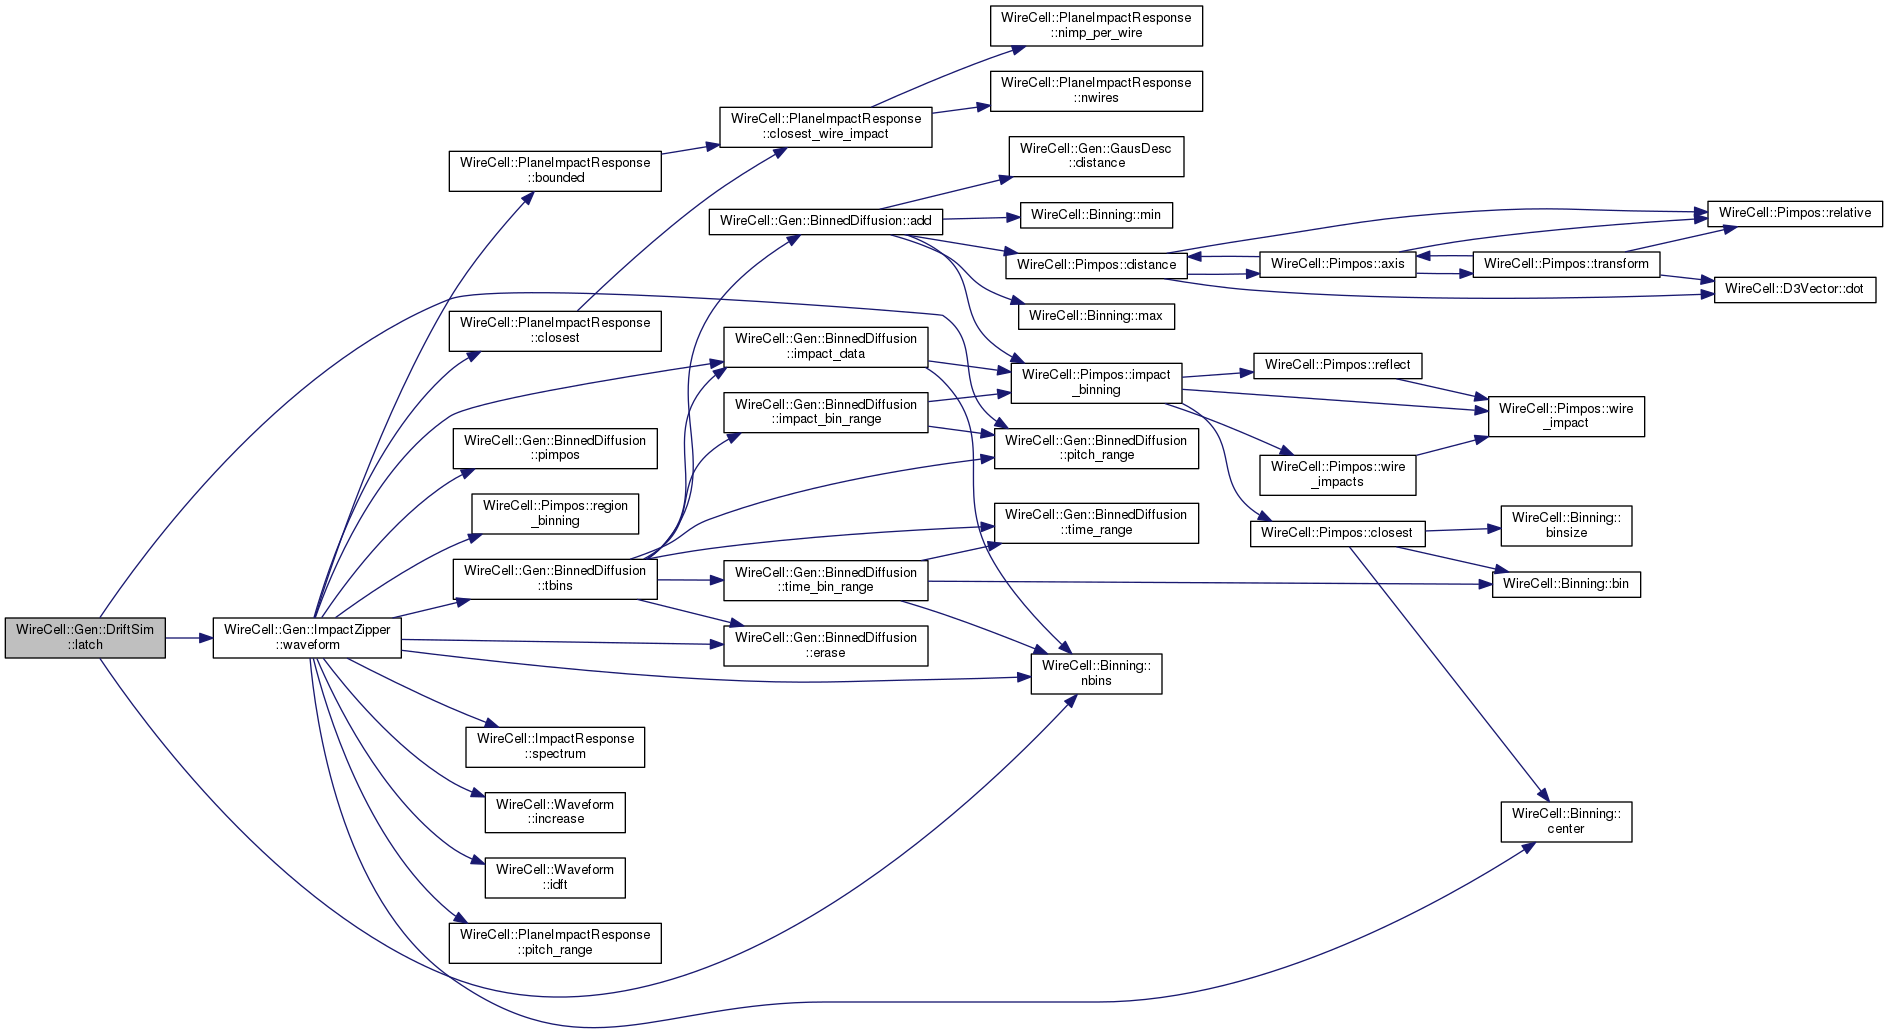 WireCell::Gen::DriftSim
::latch
WireCell::Gen::ImpactZipper
::waveform
WireCell::PlaneImpactResponse
::bounded
WireCell::PlaneImpactResponse
::closest
WireCell::Gen::BinnedDiffusion
::pimpos
WireCell::Pimpos::region
_binning
WireCell::Gen::BinnedDiffusion
::tbins
WireCell::ImpactResponse
::spectrum
WireCell::Waveform
::increase
WireCell::Waveform
::idft
WireCell::PlaneImpactResponse
::pitch_range
WireCell::PlaneImpactResponse
::closest_wire_impact
WireCell::Gen::BinnedDiffusion::add
WireCell::Gen::BinnedDiffusion
::impact_data
WireCell::Gen::BinnedDiffusion
::impact_bin_range
WireCell::Gen::BinnedDiffusion
::time_bin_range
WireCell::Gen::BinnedDiffusion
::erase
WireCell::PlaneImpactResponse
::nimp_per_wire
WireCell::PlaneImpactResponse
::nwires
WireCell::Gen::GausDesc
::distance
WireCell::Binning::min
WireCell::Pimpos::distance
WireCell::Binning::max
WireCell::Pimpos::impact
_binning
WireCell::Gen::BinnedDiffusion
::pitch_range
WireCell::Gen::BinnedDiffusion
::time_range
WireCell::Binning::
nbins
WireCell::Pimpos::axis
WireCell::Pimpos::reflect
WireCell::Pimpos::wire
_impacts
WireCell::Pimpos::closest
WireCell::Pimpos::transform
WireCell::Pimpos::wire
_impact
WireCell::Binning::
binsize
WireCell::Binning::bin
WireCell::Binning::
center
WireCell::Pimpos::relative
WireCell::D3Vector::dot